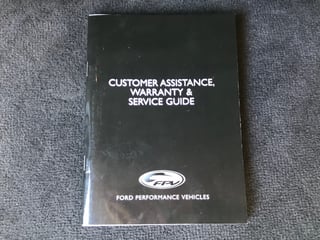 CUSTOMER ASSISTANCE,
WARRANTY &
SERVICE GUIDE
FPV
FORD PERFORMANCE VEHICLES